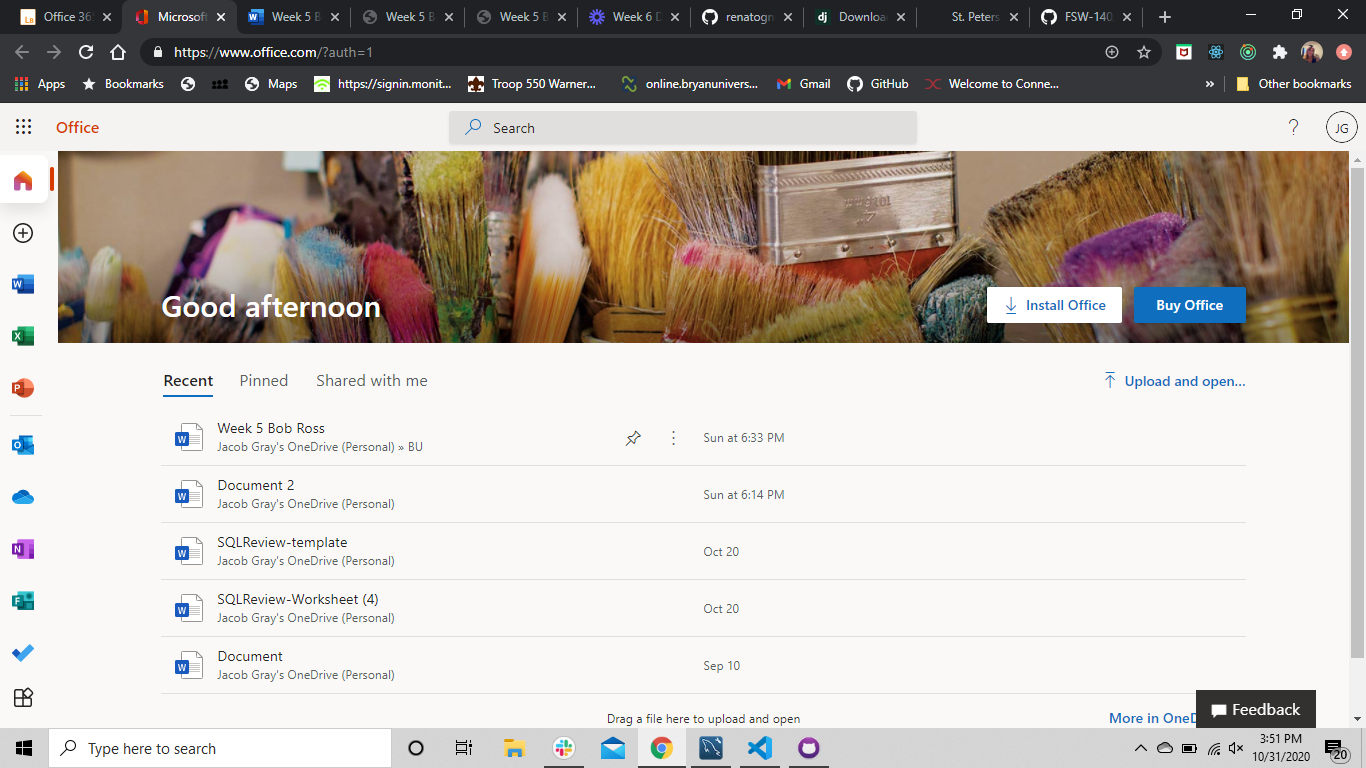 Office 36
Microsoft
Week 5 B
Week 5 B
Week 5 B
Week 6 D
renatogn
Downloa
St. Peters
FSW-140
https://www.office.com/?auth=1
Apps
Bookmarks
Maps
https://signin.monit...
Troop 550 Warner...
online.bryanunivers...
Gmail
GitHub
Welcome to Conne...
»
Other bookmarks
Office
Search
?
JG
Good afternoon
Install Office
Buy Office
Recent
Pinned
Shared with me
Upload and open...
Week 5 Bob Ross
Jacob Gray's OneDrive (Personal) » BU
Sun at 6:33 PM
Document 2
Jacob Gray's OneDrive (Personal)
Sun at 6:14 PM
SQLReview-template
Jacob Gray's OneDrive (Personal)
Oct 20
SQLReview-Worksheet (4)
Jacob Gray's OneDrive (Personal)
Oct 20
Document
Jacob Gray's OneDrive (Personal)
Sep 10
Drag a file here to upload and open
More in OneD
Feedback
Type here to search
3:51 PM
10/31/2020
20